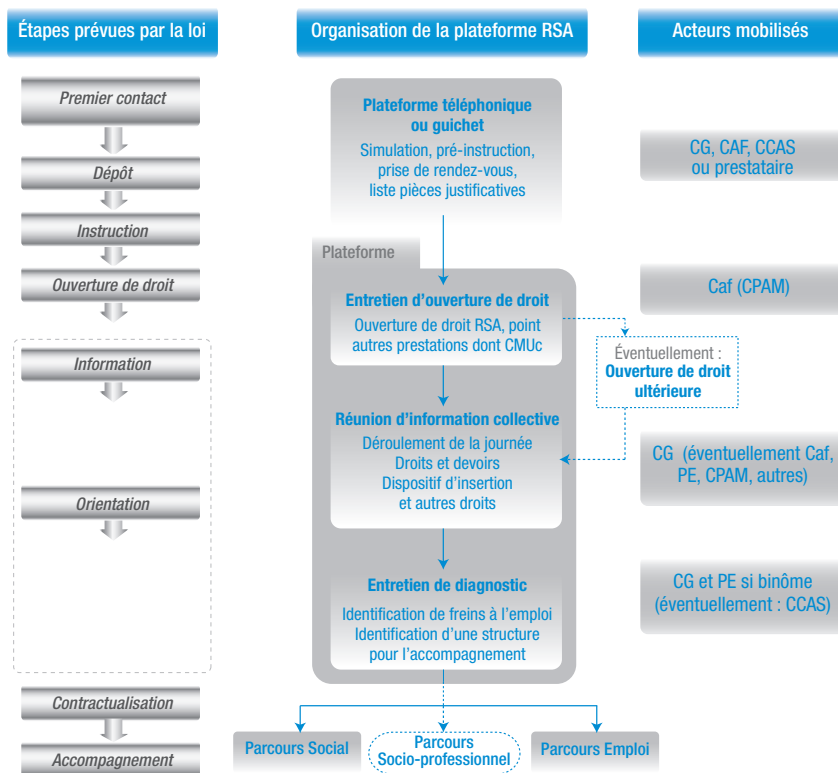 Étapes prévues par la loi
Organisation de la plateforme RSA
Acteurs mobilisés
Premier contact
Dépôt
Instruction
Ouverture de droit
Information
Orientation
Contractualisation
Accompagnement
Plateforme téléphonique
ou guichet
Simulation, pré-instruction,
prise de rendez-vous,
liste pièces justificatives
Plateforme
Entretien d'ouverture de droit
Ouverture de droit RSA, point
autres prestations dont CMUc
Éventuellement :
Ouverture de droit
ultérieure
Réunion d'information collective
Déroulement de la journée
Droits et devoirs
Dispositif d'insertion
et autres droits
Entretien de diagnostic
Identification de freins à l'emploi
Identification d'une structure
pour l'accompagnement
Parcours Social
Parcours
Socio-professionnel
Parcours Emploi
CG, CAF, CCAS
ou prestataire
Caf (CPAM)
CG (éventuellement Caf,
PE, CPAM, autres)
CG et PE si binôme
(éventuellement : CCAS)